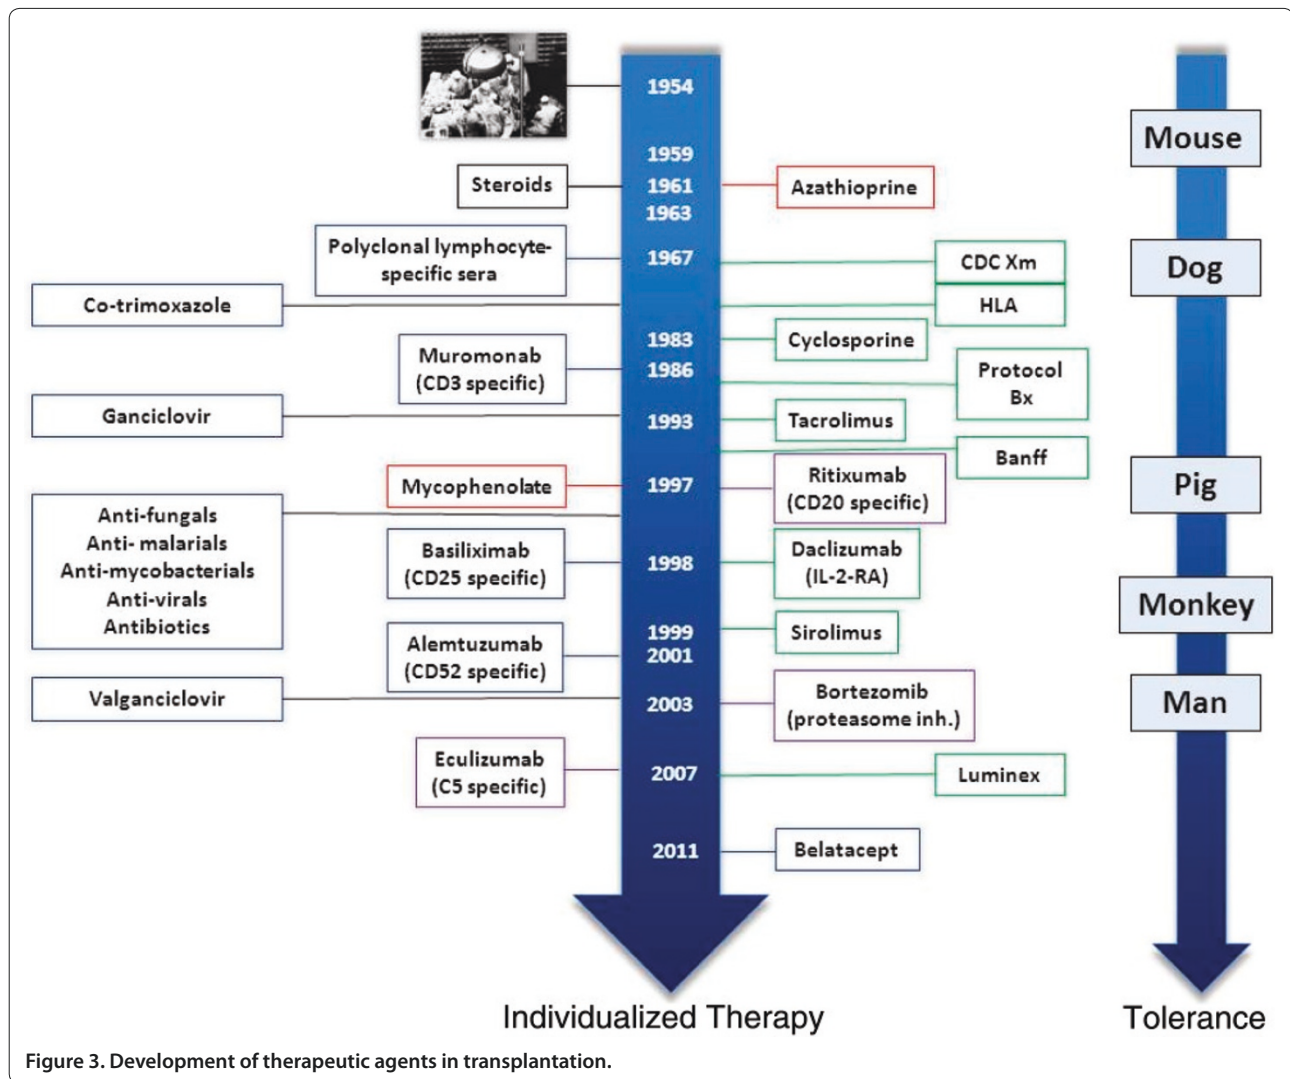 1954
1959
Steroids
1961
Azathioprine
1963
Polyclonal lymphocyte-
specific sera
1967
CDC Xm
Co-trimoxazole
HLA
1983
Cyclosporine
Muromonab
(CD3 specific)
1986
Protocol
Bx
Ganciclovir
1993
Tacrolimus
Banff
Mycophenolate
1997
Ritixumab
(CD20 specific)
Anti-fungals
Anti- malarials
Anti-mycobacterials
Anti-virals
Antibiotics
Basiliximab
(CD25 specific)
1998
Daclizumab
(IL-2-RA)
1999
Sirolimus
Alemtuzumab
(CD52 specific)
2001
Valganciclovir
2003
Bortezomib
(proteasome inh.)
Eculizumab
(C5 specific)
2007
Luminex
2011
Belatacept
Individualized Therapy
Mouse
Dog
Pig
Monkey
Man
Tolerance
Figure 3. Development of therapeutic agents in transplantation.